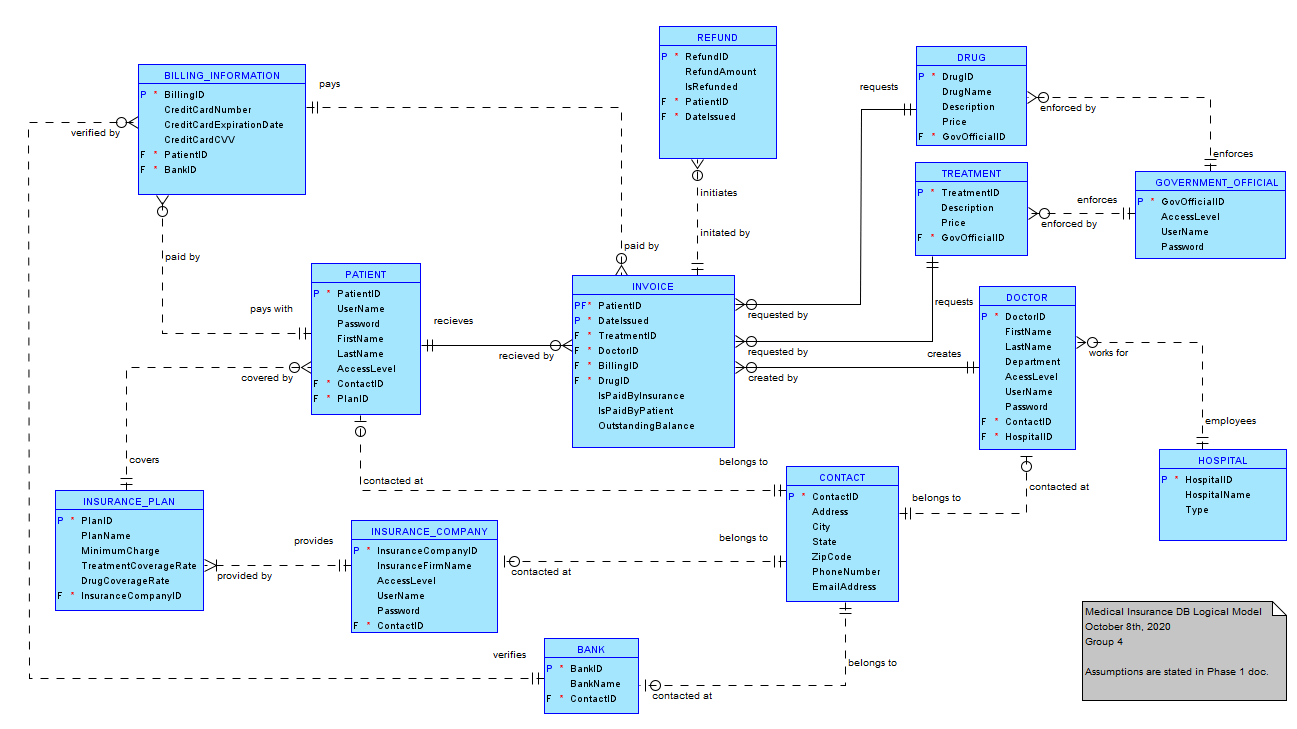 REFUND
P * RefundID
RefundAmount
IsRefunded
F * PatientID
F * DateIssued
BILLING_INFORMATION
P * BillingID
CreditCardNumber
CreditCardExpirationDate
CreditCardCVV
F * PatientID
F * BankID
DRUG
P * DrugID
DrugName
Description
Price
F * GovOfficialID
pays
requests
enforced by
verified by
enforces
TREATMENT
P * TreatmentID
Description
Price
F * GovOfficialID
GOVERNMENT_OFFICIAL
P * GovOfficialID
AccessLevel
UserName
Password
enforces
enforced by
initiates
initated by
paid by
paid by
PATIENT
P * PatientID
UserName
Password
FirstName
LastName
AccessLevel
F * ContactID
F * PlanID
INVOICE
PF* PatientID
P * DateIssued
F * TreatmentID
F * DoctorID
F * BillingID
F * DrugID
IsPaidByInsurance
IsPaidByPatient
OutstandingBalance
DOCTOR
P * DoctorID
FirstName
LastName
Department
AcessLevel
UserName
Password
F * ContactID
F * HospitalID
pays with
recieves
recieved by
requested by
requests
requested by
creates
created by
works for
covered by
employees
covers
contacted at
belongs to
HOSPITAL
P * HospitalID
HospitalName
Type
CONTACT
P * ContactID
Address
City
State
ZipCode
PhoneNumber
EmailAddress
belongs to
contacted at
INSURANCE_PLAN
P * PlanID
PlanName
MinimumCharge
TreatmentCoverageRate
DrugCoverageRate
F * InsuranceCompanyID
INSURANCE_COMPANY
P * InsuranceCompanyID
InsuranceFirmName
AccessLevel
UserName
Password
F * ContactID
provides
provided by
belongs to
contacted at
BANK
P * BankID
BankName
F * ContactID
verifies
belongs to
contacted at
Medical Insurance DB Logical Model
October 8th, 2020
Group 4
Assumptions are stated in Phase 1 doc.